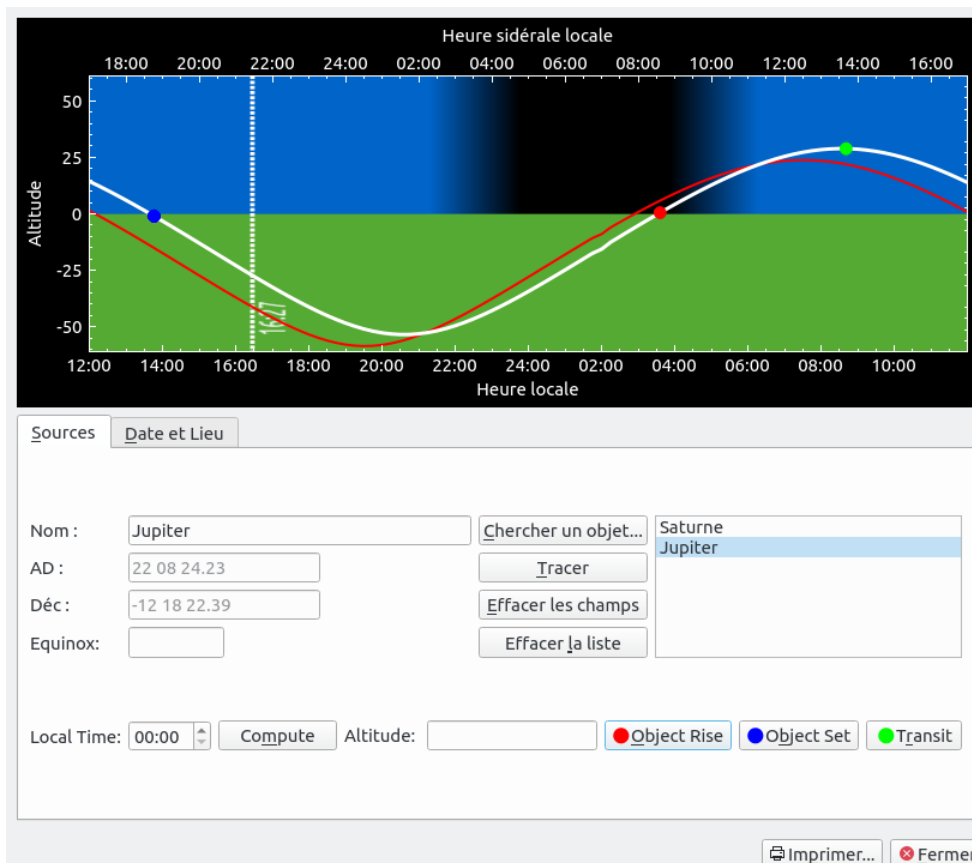 Heure sidérale locale
18:00 20:00 22:00 24:00 02:00 04:00 06:00 08:00 10:00 12:00 14:00 16:00
50
25
0
-25
-50
Altitude
16:27
12:00 14:00 16:00 18:00 20:00 22:00 24:00 02:00 04:00 06:00 08:00 10:00
Heure locale
Sources Date et Lieu
Nom : Jupiter Chercher un objet... Saturne
Jupiter
AD : 22 08 24.23 Tracer
Déc : -12 18 22.39 Effacer les champs
Equinox: Effacer la liste
Local Time: 00:00 Compute Altitude: Object Rise Object Set Transit
Imprimer... Fermer